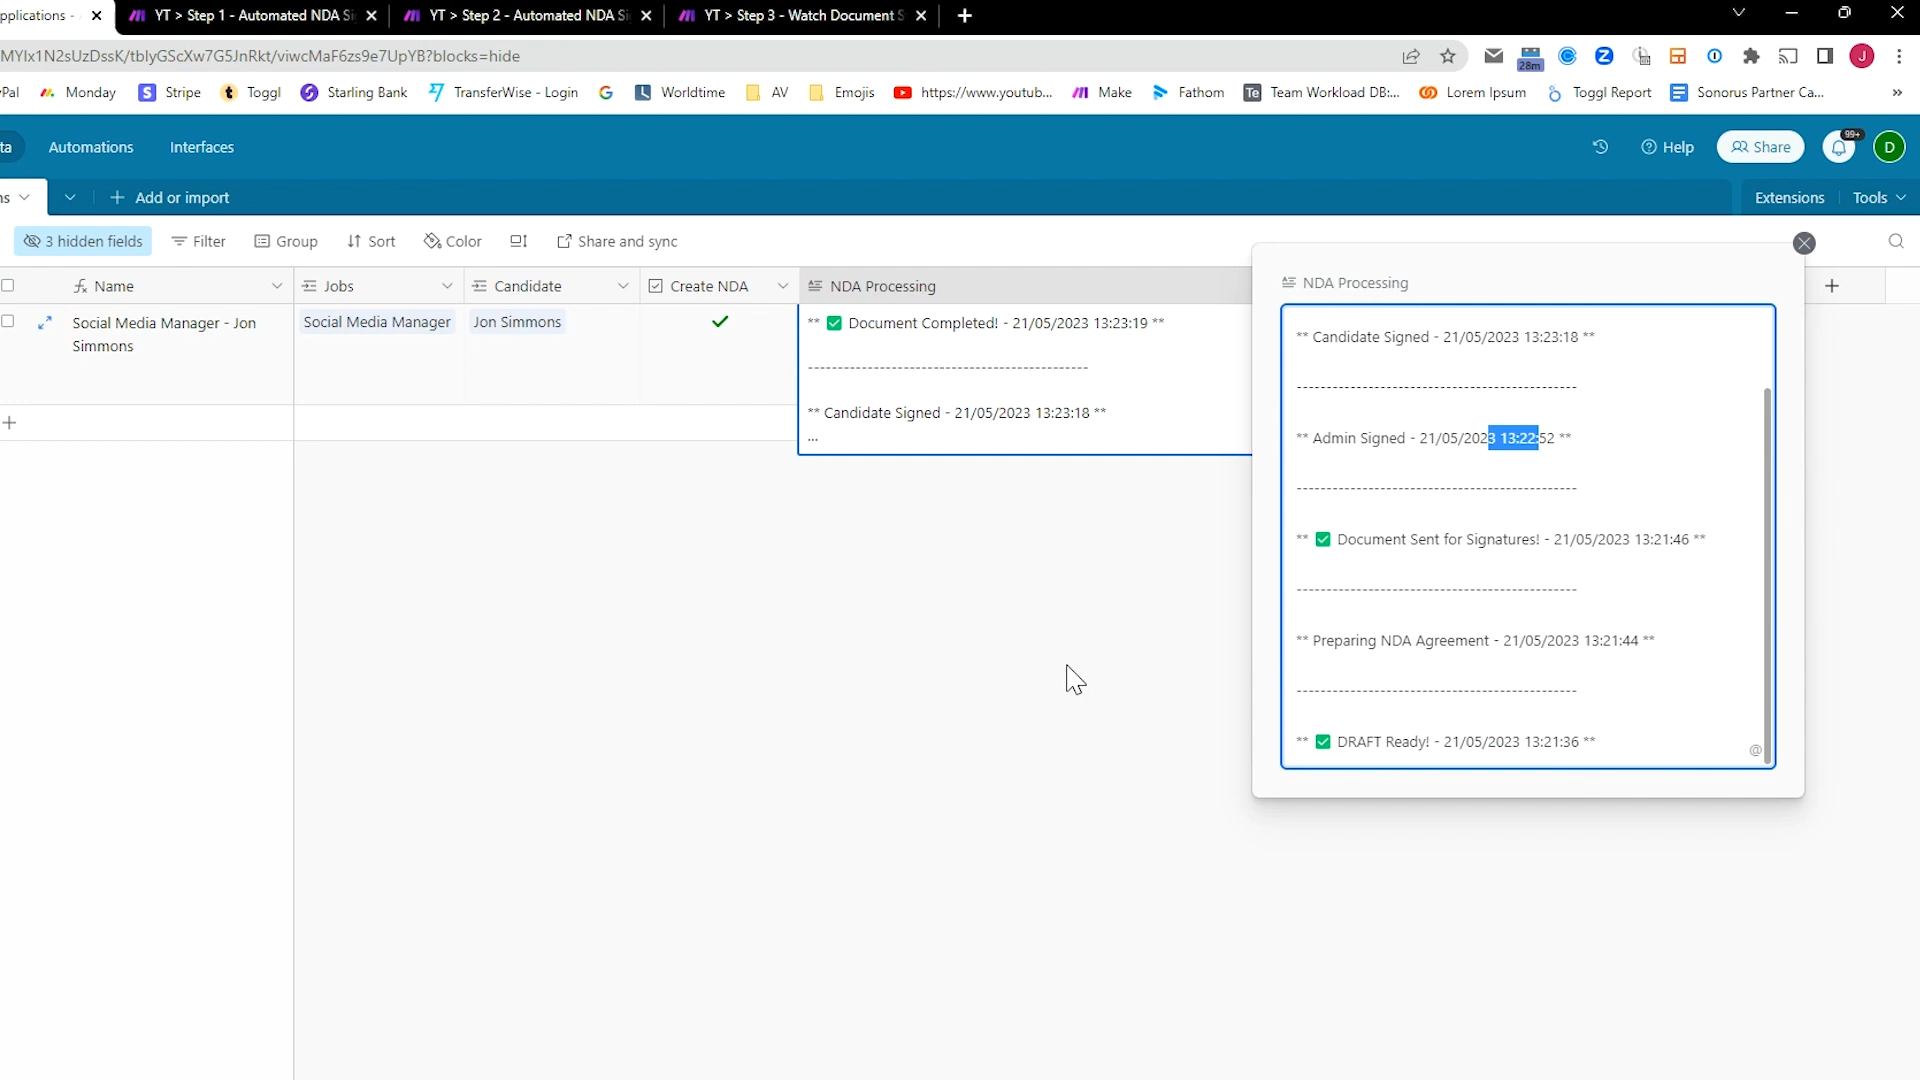 pplications -
YT > Step 1 - Automated NDA Si
YT > Step 2 - Automated NDA Si
YT > Step 3 - Watch Document S
MYIx1N2sUzDssK/tblyGScXw7G5JnRkt/viwcMaF6zs9e7UpYB?blocks=hide
28m
J
Pal
Monday
Stripe
Toggl
Starling Bank
TransferWise - Login
Worldtime
AV
Emojis
https://www.youtub...
Make
Fathom
Te
Team Workload DB:...
Lorem Ipsum
Toggl Report
Sonorus Partner Ca...
»
ta
Automations
Interfaces
Help
Share
99+
D
ns
Add or import
Extensions
Tools
3 hidden fields
Filter
Group
Sort
Color
Share and sync
Name
Jobs
Candidate
Create NDA
NDA Processing
Social Media Manager - Jon
Simmons
Social Media Manager
Jon Simmons
** ✅ Document Completed! - 21/05/2023 13:23:19 **
-----------------------------------------------
** Candidate Signed - 21/05/2023 13:23:18 **
...
NDA Processing
** Candidate Signed - 21/05/2023 13:23:18 **
-----------------------------------------------
** Admin Signed - 21/05/2023 13:22:52 **
-----------------------------------------------
** ✅ Document Sent for Signatures! - 21/05/2023 13:21:46 **
-----------------------------------------------
** Preparing NDA Agreement - 21/05/2023 13:21:44 **
-----------------------------------------------
** ✅ DRAFT Ready! - 21/05/2023 13:21:36 **
@